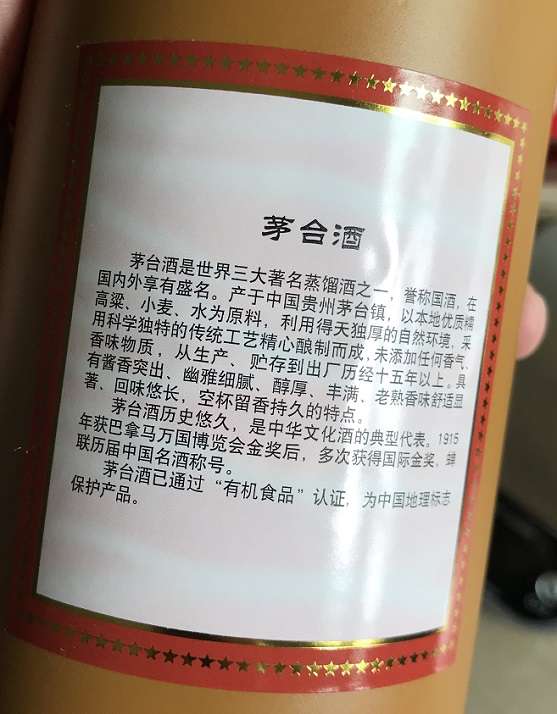 茅台酒
茅台酒是世界三大著名蒸馏酒之一，誉称国酒，在
国内外享有盛名。产于中国贵州茅台镇，以本地优质糯
高粱、小麦、水为原料，利用得天独厚的自然环境，采
用科学独特的传统工艺精心酿制而成，未添加任何香气、
香味物质，从生产、贮存到出厂历经十五年以上。具
有酱香突出、幽雅细腻、醇厚、丰满、老熟香味舒适显
著、回味悠长，空杯留香持久的特点。
茅台酒历史悠久，是中华文化酒的典型代表。1915
年获巴拿马万国博览会金奖后，多次获得国际金奖，蝉
联历届中国名酒称号。
茅台酒已通过“有机食品”认证，为中国地理标志
保护产品。